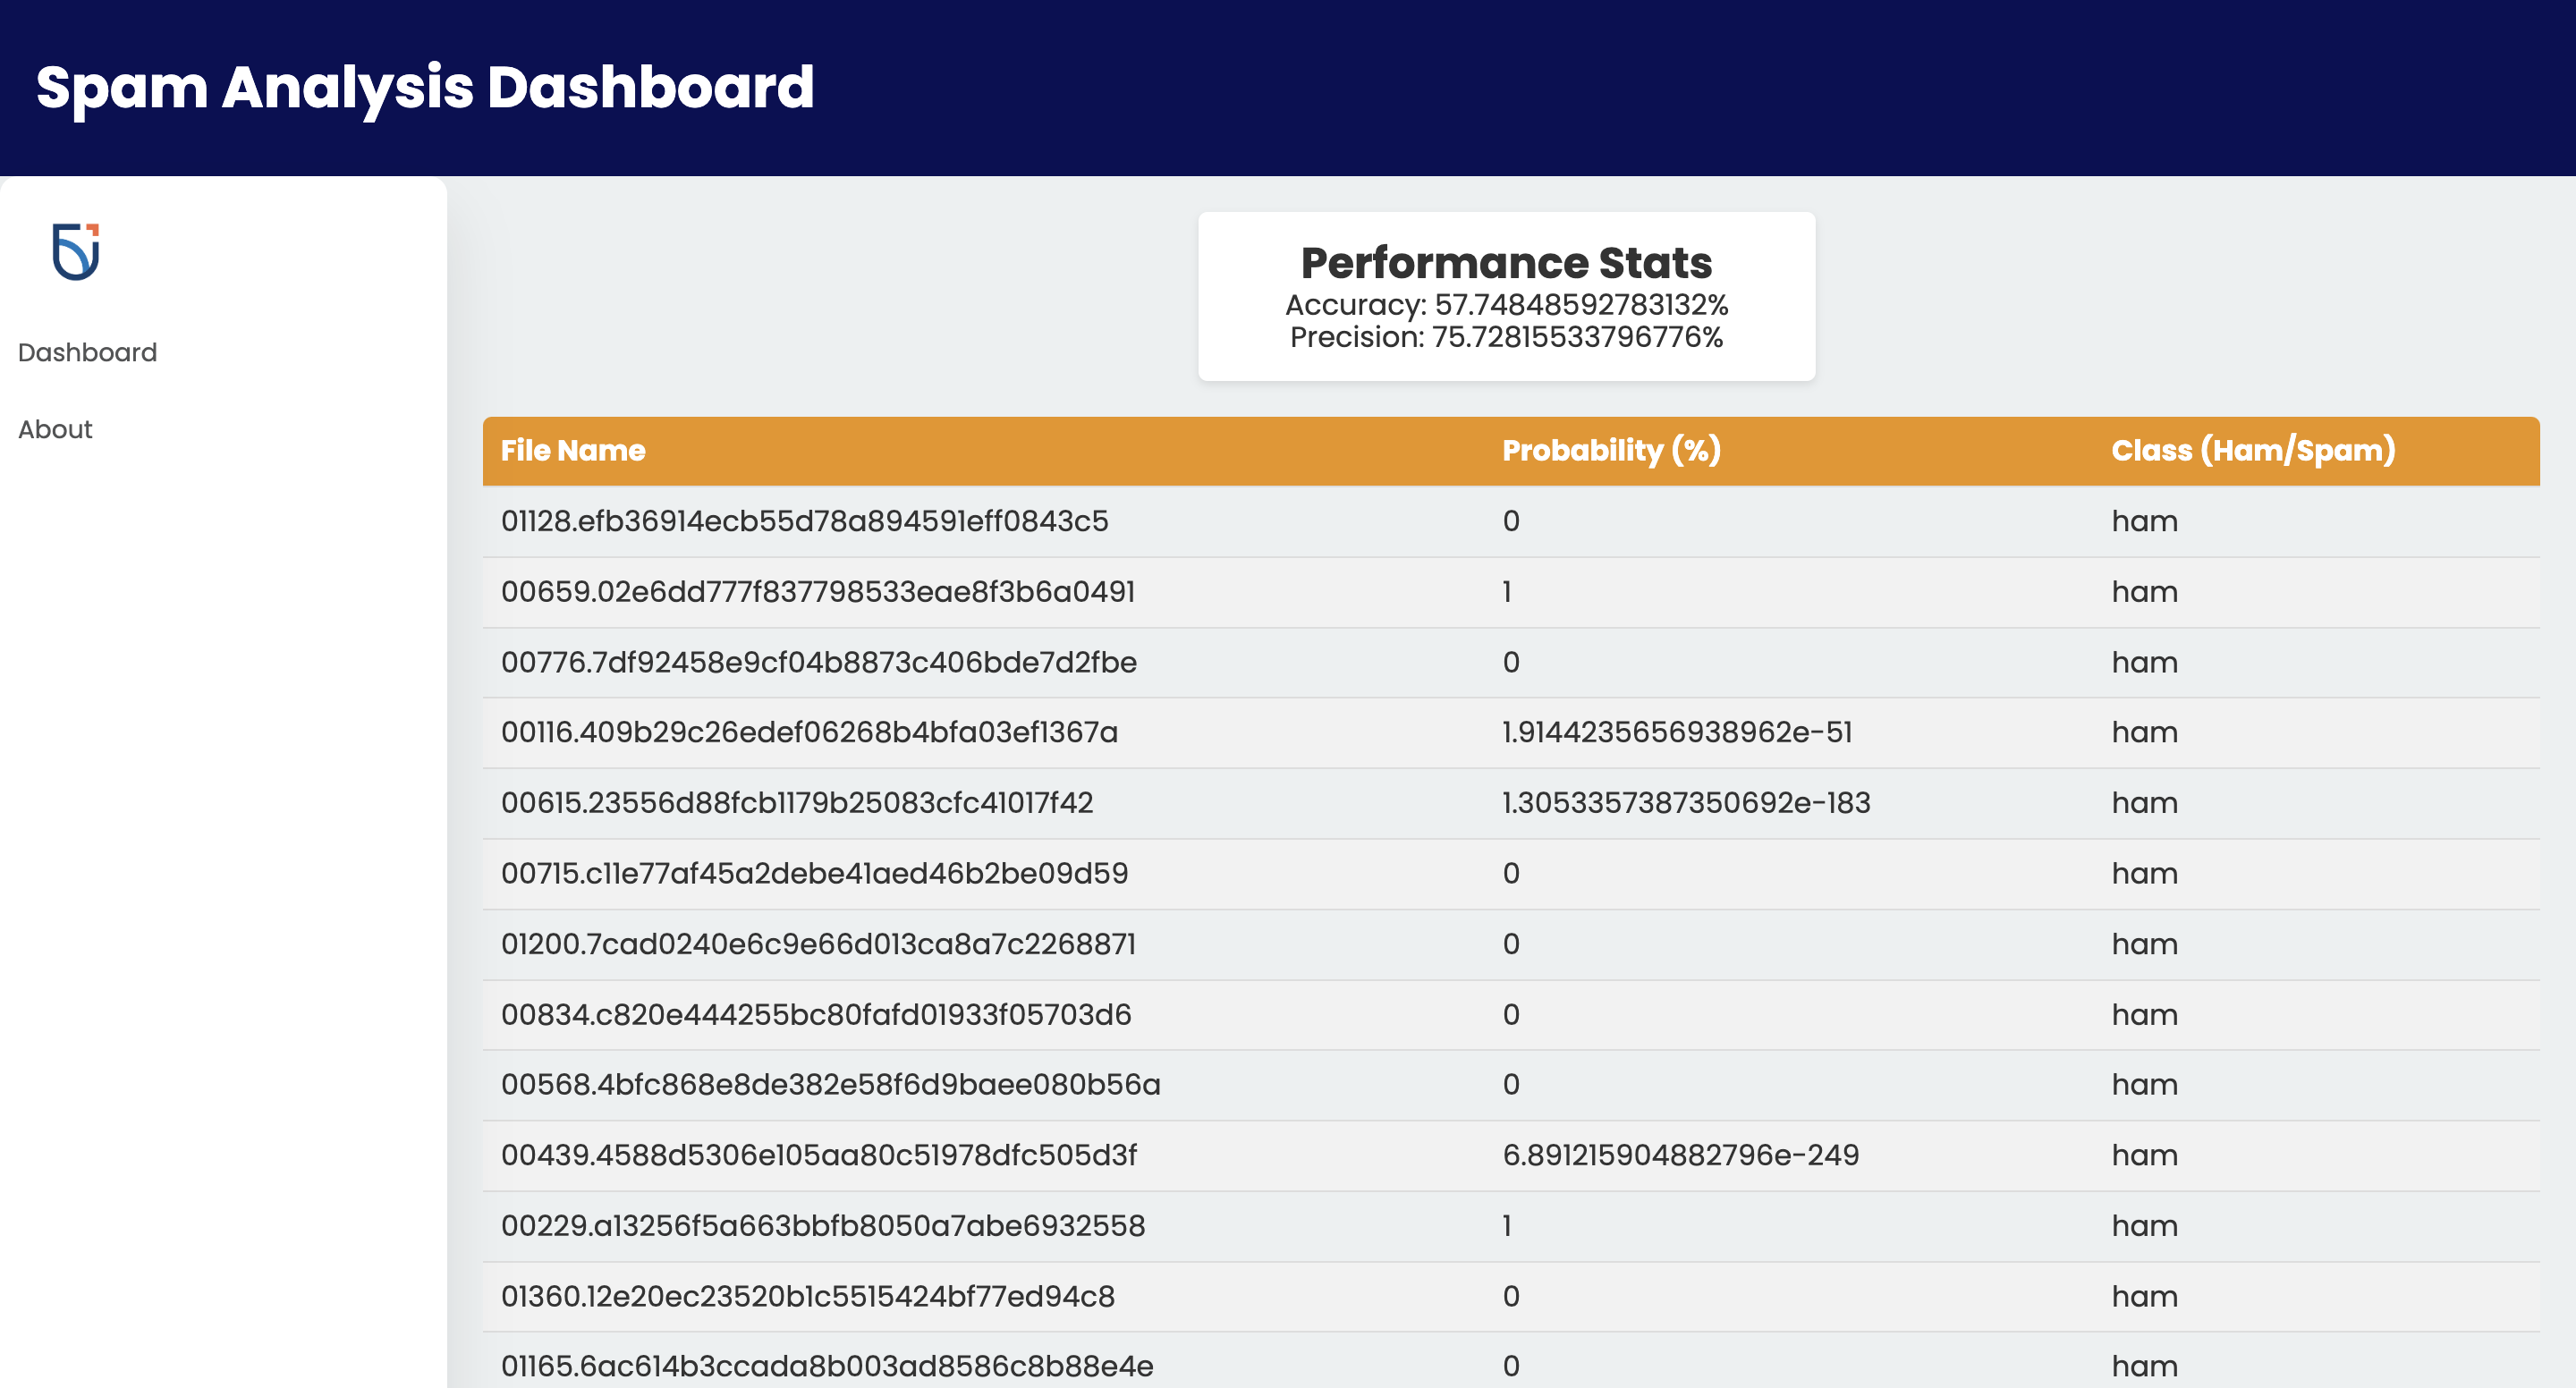 Spam Analysis Dashboard
Dashboard
About
Performance Stats
Accuracy: 57.74848592783132%
Precision: 75.72815533796776%
File Name Probability (%) Class (Ham/Spam)
01128.efb36914ecb55d78a894591eff0843c5 0 ham
00659.02e6dd777f837798533eae8f3b6a0491 1 ham
00776.7df92458e9cf04b8873c406bde7d2fbe 0 ham
00116.409b29c26edef06268b4bfa03ef1367a 1.9144235656938962e-51 ham
00615.23556d88fcb1179b25083cfc41017f42 1.3053357387350692e-183 ham
00715.c11e77af45a2debe41aed46b2be09d59 0 ham
01200.7cad0240e6c9e66d013ca8a7c2268871 0 ham
00834.c820e444255bc80fafd01933f05703d6 0 ham
00568.4bfc868e8de382e58f6d9baee080b56a 0 ham
00439.4588d5306e105aa80c51978dfc505d3f 6.891215904882796e-249 ham
00229.a13256f5a663bbfb8050a7abe6932558 1 ham
01360.12e20ec23520b1c5515424bf77ed94c8 0 ham
01165.6ac614b3ccada8b003ad8586c8b88e4e 0 ham